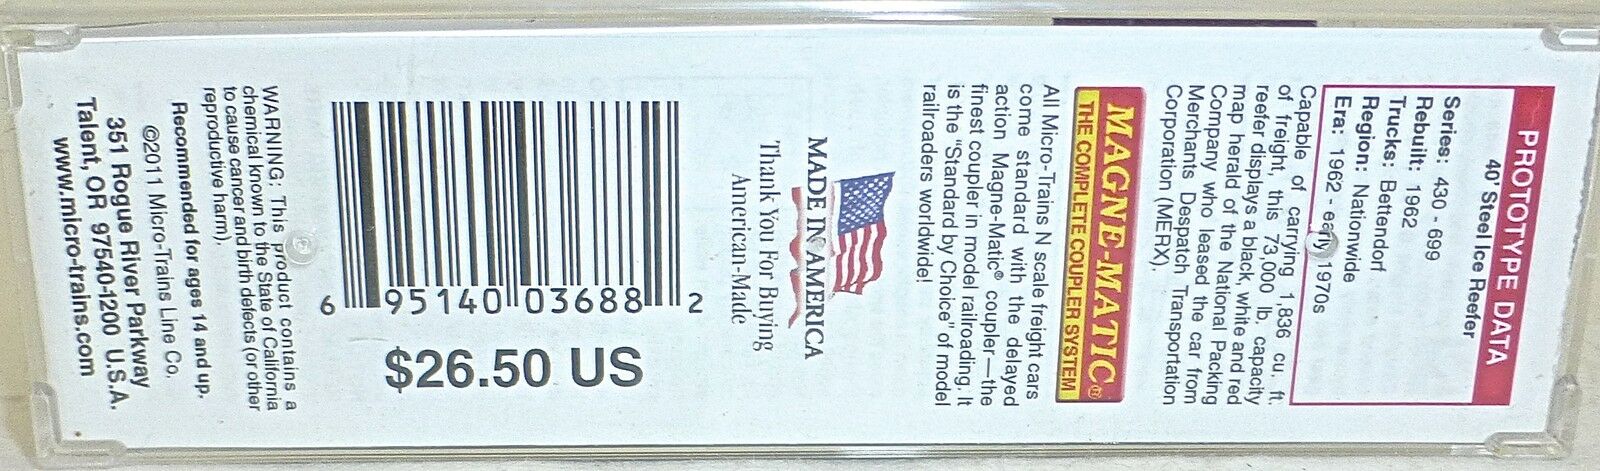 PROTOTYPE DATA
40' Steel Ice Reefer
Series: 430 - 699
Rebuilt: 1962
Trucks: Bettendorf
Region: Nationwide
Era: 1962 - early 1970s
Capable of carrying 1,836 cu. ft.
of freight, this 73,000 lb. capacity
reefer displays a black, white and red
map herald of the National Packing
Company who leased the car from
Merchants Despatch Transportation
Corporation (MERX).
MAGNE-MATIC®
THE COMPLETE COUPLER SYSTEM
All Micro-Trains N scale freight cars
come standard with the delayed
action Magne-Matic® coupler—the
finest coupler in model railroading. It
is the "Standard by Choice" of model
railroaders worldwide!
MADE IN AMERICA
Thank You For Buying
American-Made
6 95140 03688 2
$26.50 US
WARNING: This product contains a
chemical known to the State of California
to cause cancer and birth defects (or other
reproductive harm).
Recommended for ages 14 and up.
©2011 Micro-Trains Line Co.
351 Rogue River Parkway
Talent, OR 97540-1200 U.S.A.
www.micro-trains.com